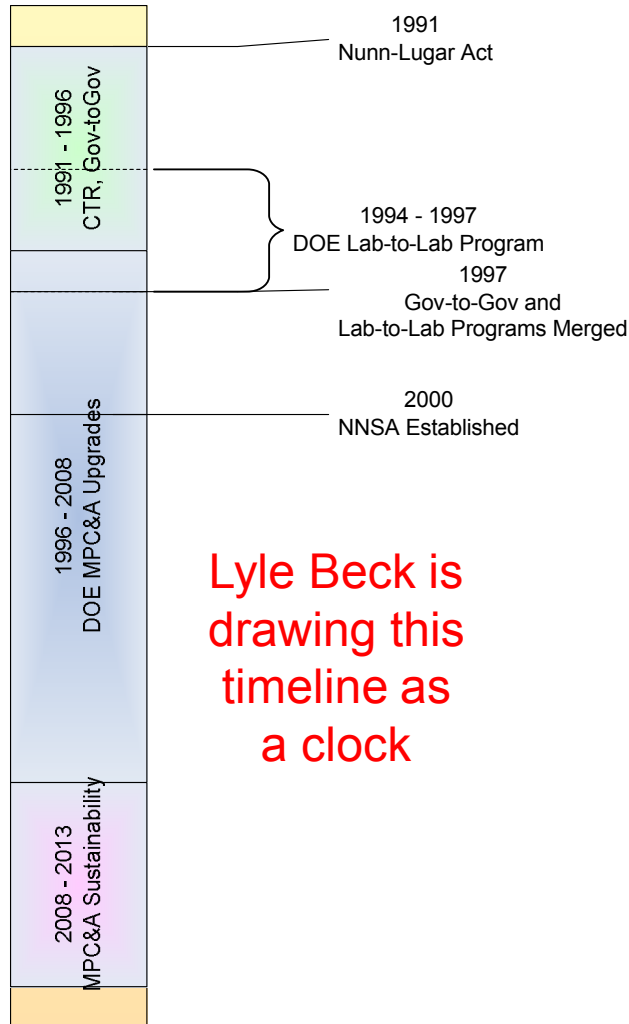 1991
Nunn-Lugar Act
1991 - 1996
CTR, Gov-toGov
1994 - 1997
DOE Lab-to-Lab Program
1997
Gov-to-Gov and
Lab-to-Lab Programs Merged
2000
NNSA Established
1996 - 2008
DOE MPC&A Upgrades
Lyle Beck is
drawing this
timeline as
a clock
2008 - 2013
MPC&A Sustainability